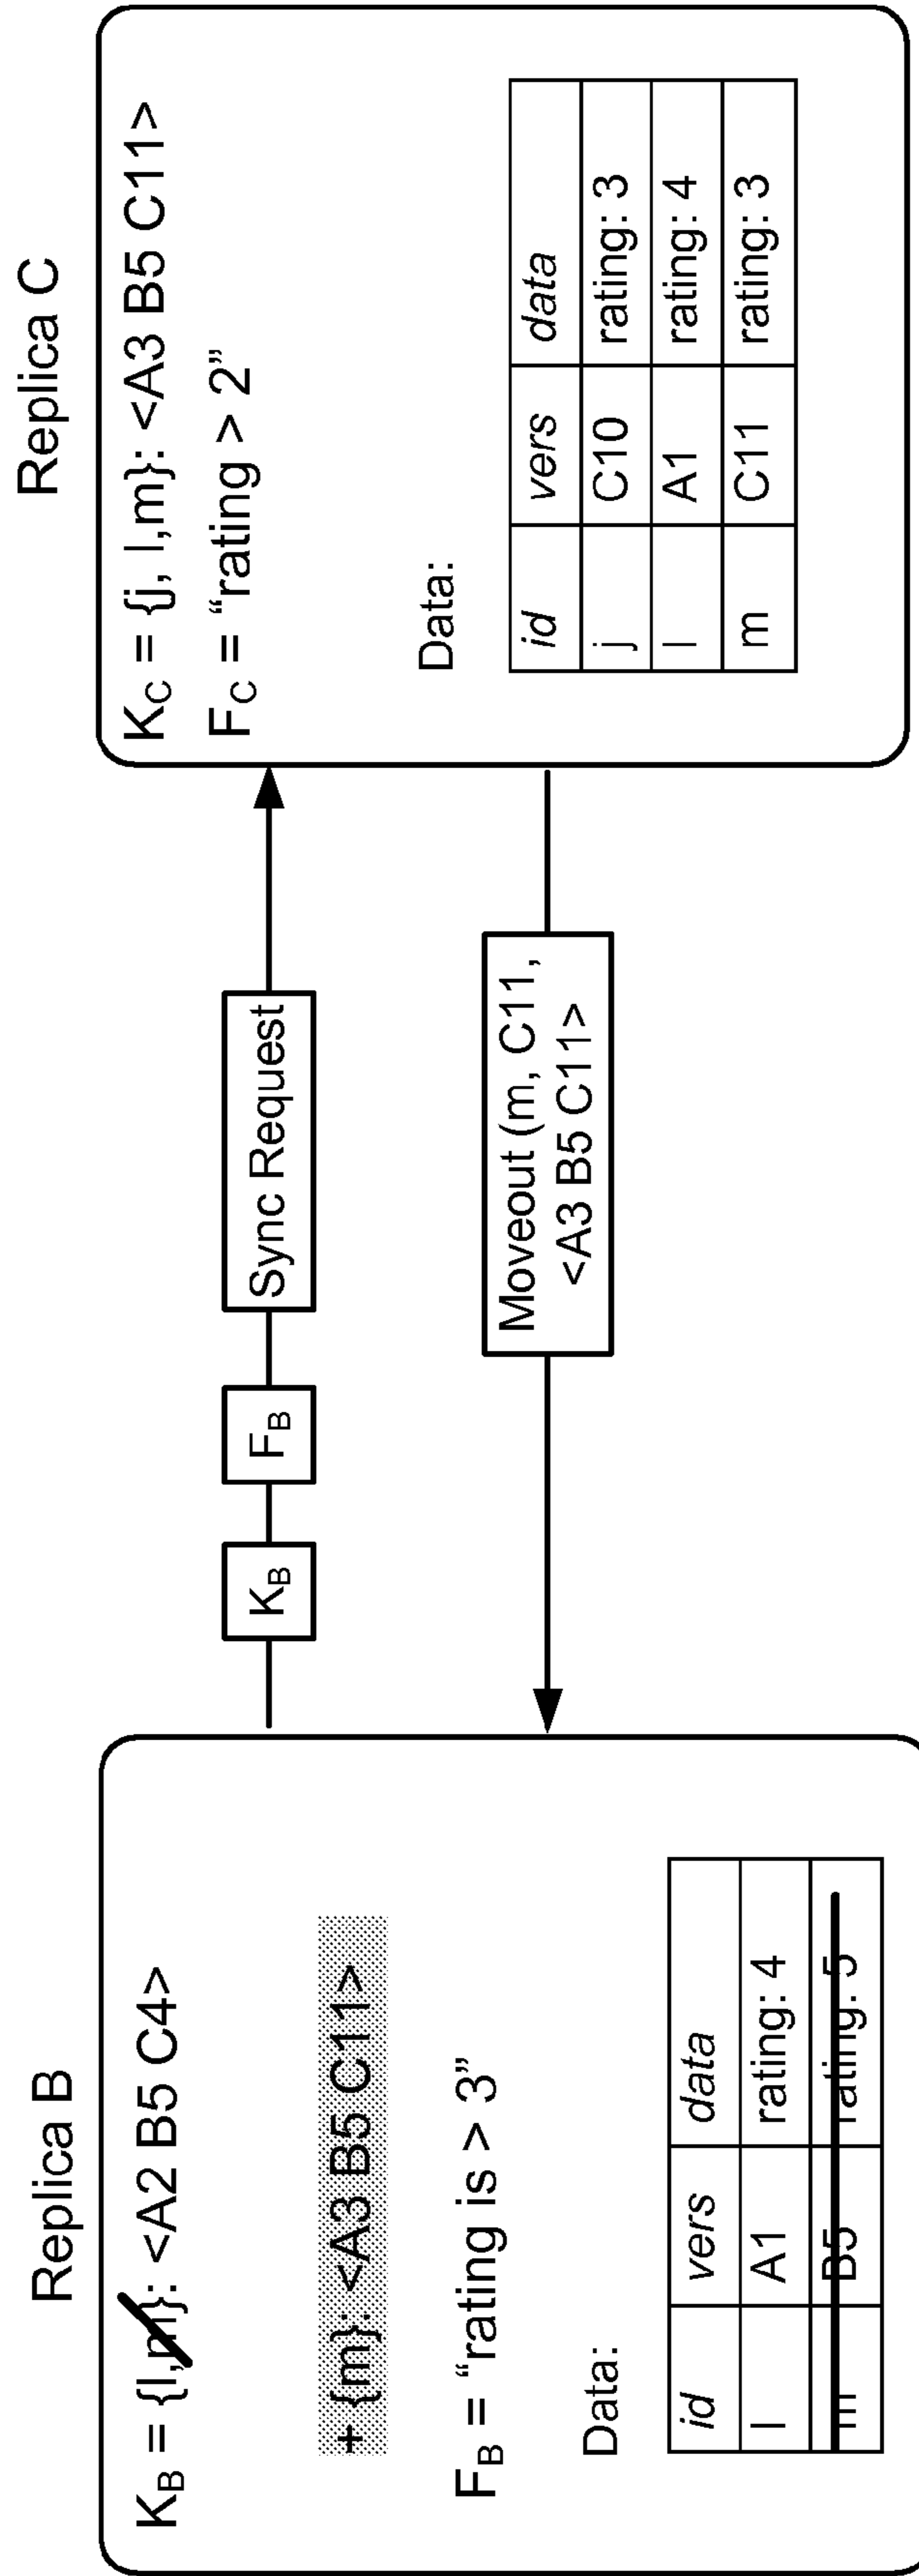 Replica B
K_B = {l,m}: <A2 B5 C4>
+ {m}: <A3 B5 C11>
F_B = “rating is > 3”
Data:
id vers data
l A1 rating: 4
m B5 rating: 5
K_B
F_B
Sync Request
Moveout (m, C11,
<A3 B5 C11>
Replica C
K_C = {j, l,m}: <A3 B5 C11>
F_C = “rating > 2”
Data:
id vers data
j C10 rating: 3
l A1 rating: 4
m C11 rating: 3